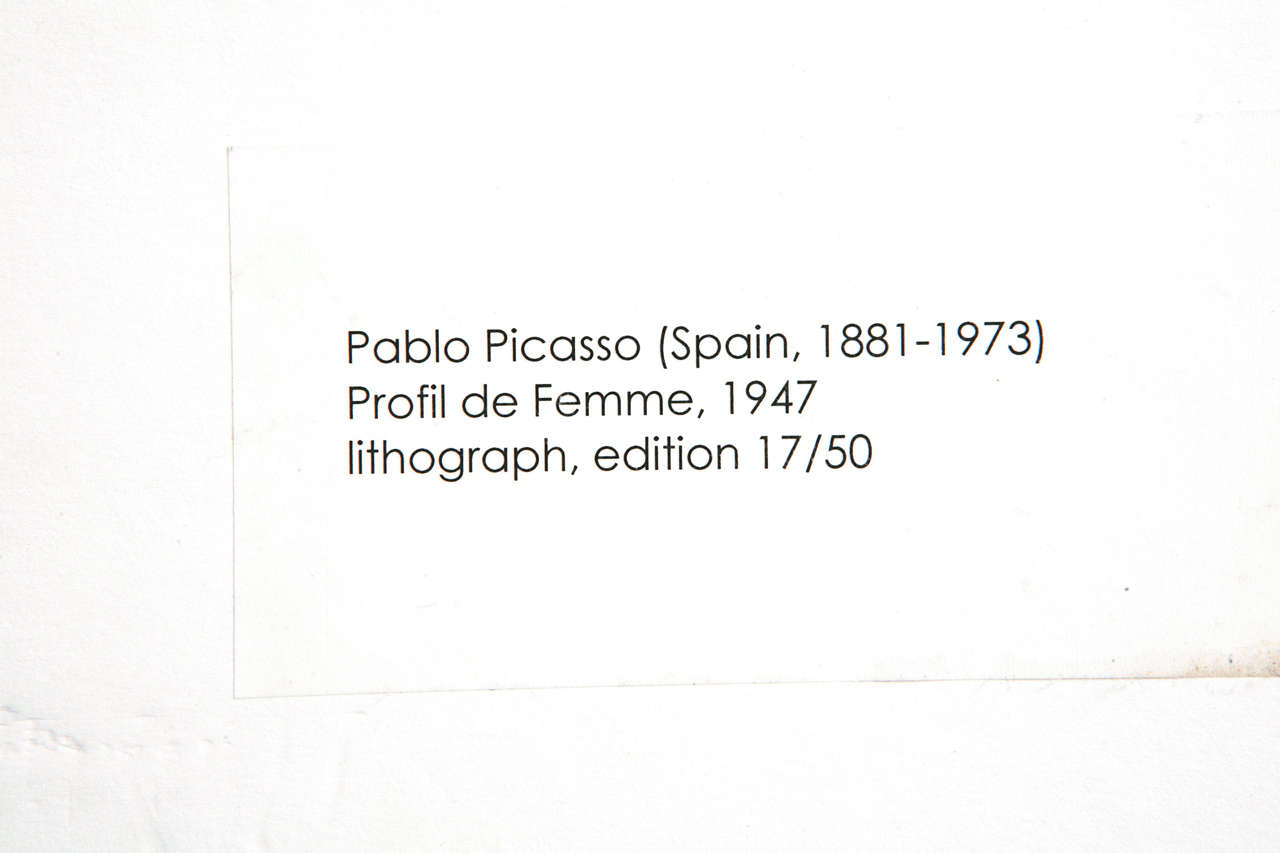 Pablo Picasso (Spain, 1881-1973)
Profil de Femme, 1947
lithograph, edition 17/50